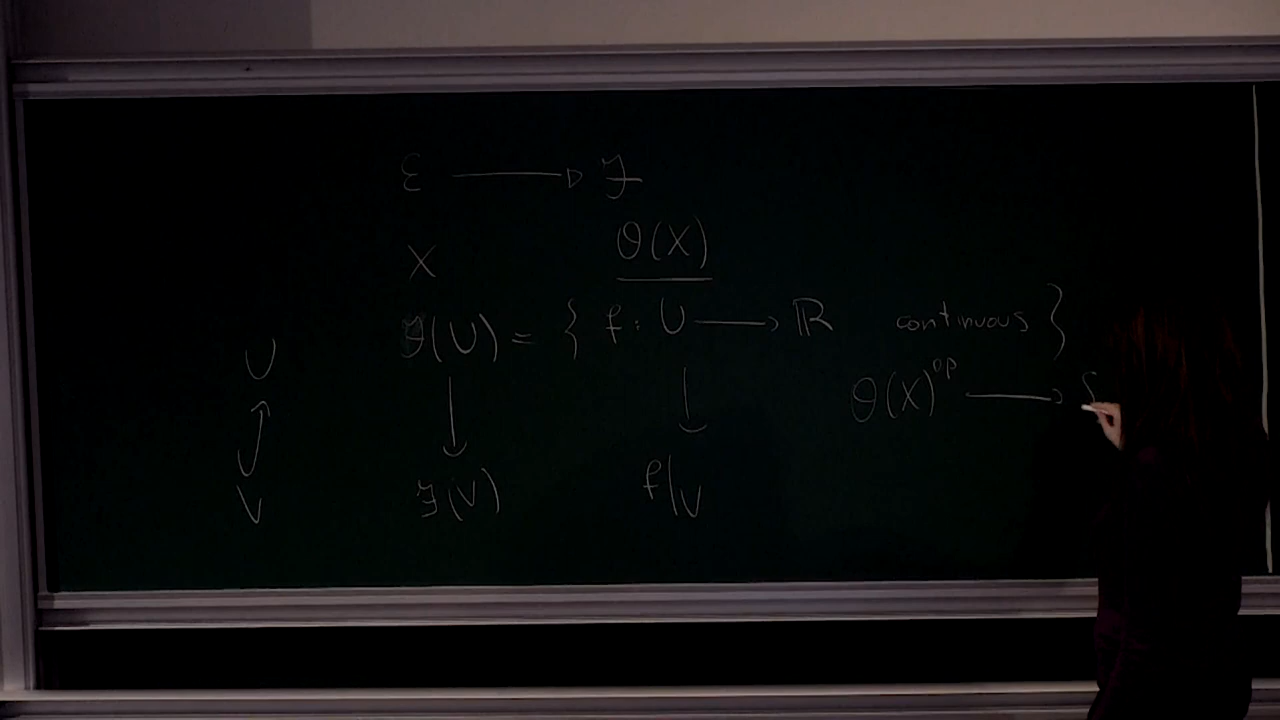 ℰ ⟶ ℱ
X    𝒪(X)
ℱ(U) = { f : U ⟶ ℝ continuous }
U ↓ ↓ 𝒪(X)^op ⟶ S
↑
V    ℱ(V)    f|_V